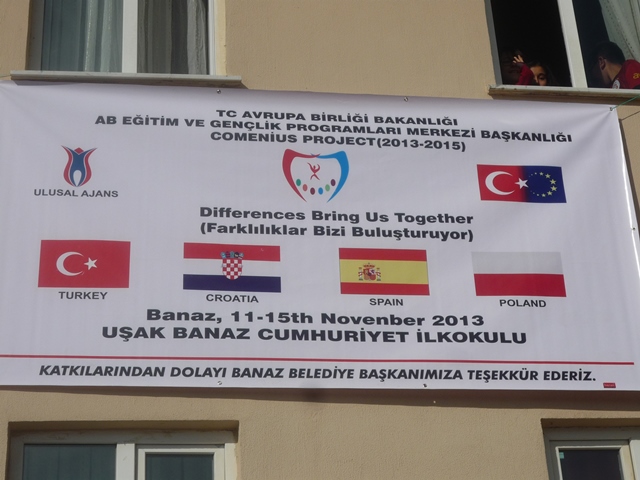 TC AVRUPA BİRLİĞİ BAKANLIĞI
AB EĞİTİM VE GENÇLİK PROGRAMLARI MERKEZİ BAŞKANLIĞI
COMENIUS PROJECT(2013-2015)
ULUSAL AJANS
Differences Bring Us Together
(Farklılıklar Bizi Buluşturuyor)
TURKEY
CROATIA
SPAIN
POLAND
Banaz, 11-15th Novenber 2013
UŞAK BANAZ CUMHURİYET İLKOKULU
KATKILARINDAN DOLAYI BANAZ BELEDİYE BAŞKANIMIZA TEŞEKKÜR EDERİZ.